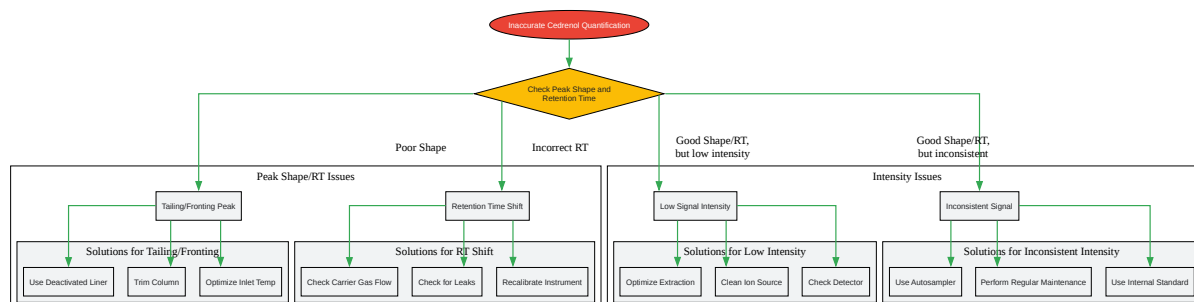 Inaccurate Cedrenol Quantification
Check Peak Shape and
Retention Time
Poor Shape
Incorrect RT
Good Shape/RT,
but low intensity
Good Shape/RT,
but inconsistent
Peak Shape/RT Issues
Intensity Issues
Tailing/Fronting Peak
Retention Time Shift
Low Signal Intensity
Inconsistent Signal
Solutions for Tailing/Fronting
Solutions for RT Shift
Solutions for Low Intensity
Solutions for Inconsistent Intensity
Use Deactivated Liner
Trim Column
Optimize Inlet Temp
Check Carrier Gas Flow
Check for Leaks
Recalibrate Instrument
Optimize Extraction
Clean Ion Source
Check Detector
Use Autosampler
Perform Regular Maintenance
Use Internal Standard